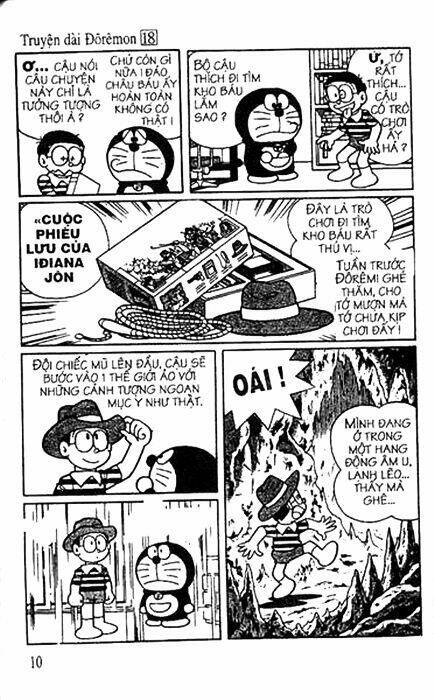 Truyện dài Đôrêmon 18
Ơ... CẬU NÓI
CÂU CHUYỆN
NÀY CHỈ LÀ
TƯỞNG TƯỢNG
THÔI À ?
CHỨ CÒN GÌ
NỮA ! ĐẢO
CHÂU BÁU ẤY
HOÀN TOÀN
KHÔNG CÓ
THẬT !
BỘ CẬU
THÍCH ĐI TÌM
KHO BÁU
LẮM
SAO ?
Ừ, TỚ
RẤT
THÍCH...
CẬU
CÓ TRÒ
CHƠI
ẤY
HẢ ?
«CUỘC
PHIÊU
LƯU CỦA
IĐIANA
JÔN
ĐÂY LÀ TRÒ
CHƠI ĐI TÌM
KHO BÁU RẤT
THÚ VỊ...
TUẦN TRƯỚC
ĐÔRÊMI GHÉ
THĂM, CHO
TỚ MƯỢN MÀ
TỚ CHƯA KỊP
CHƠI ĐẤY !
ĐỘI CHIẾC MŨ LÊN ĐẦU, CẬU SẼ
BƯỚC VÀO 1 THẾ GIỚI ẢO VỚI
NHỮNG CẢNH TƯỢNG NGOẠN
MỤC Y NHƯ THẬT.
OÁI !
MÌNH ĐANG
Ở TRONG
MỘT HANG
ĐỘNG ÂM U,
LẠNH LẼO...
THẤY MÀ
GHÊ...
10